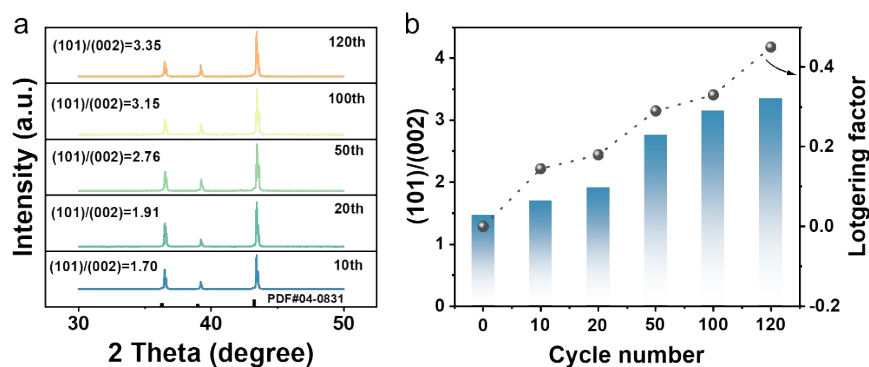 a
Intensity (a.u.)
(101)/(002)=3.35
120th
(101)/(002)=3.15
100th
(101)/(002)=2.76
50th
(101)/(002)=1.91
20th
(101)/(002)=1.70
10th
PDF#04-0831
30
40
50
2 Theta (degree)
b
(101)/(002)
4
3
2
1
0
0
10
20
50
100
120
Cycle number
0.4
0.2
0.0
-0.2
Lotgering factor